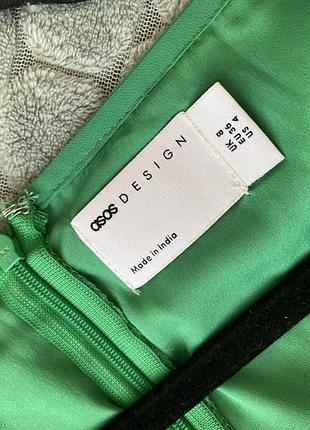 asos DESIGN
Made in India
UK 8
EU 36
US 4